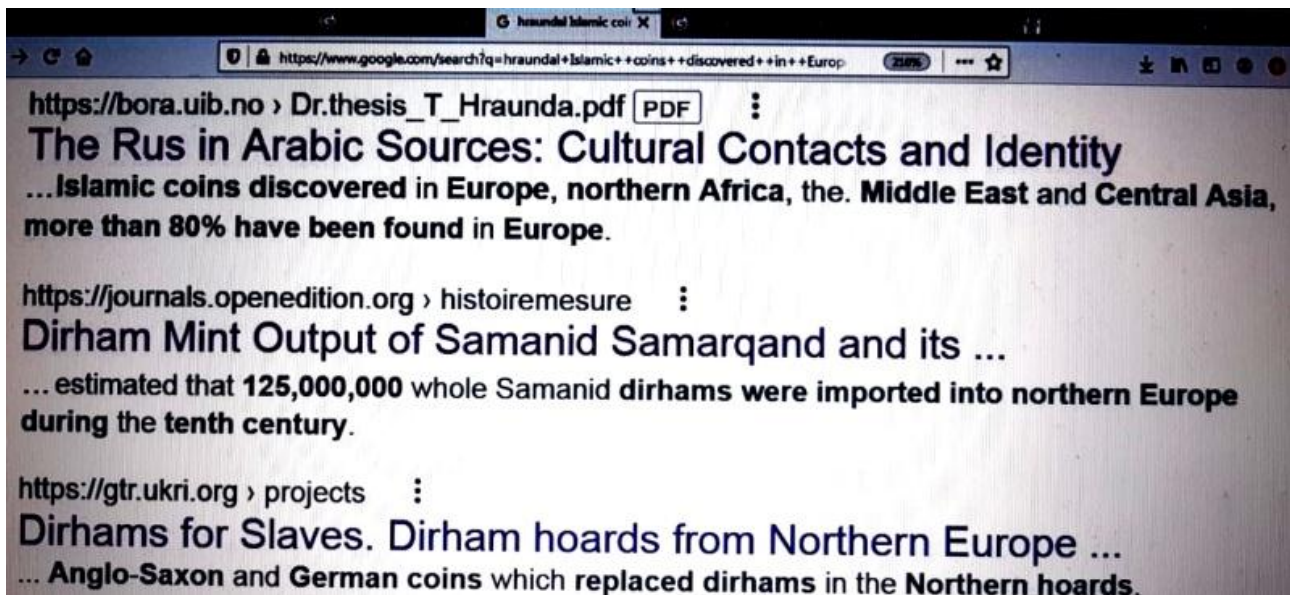 G hraundal Islamic coin X
https://www.google.com/search?q=hraundal+Islamic++coins++discovered++in++Europ 210% ... ☆
https://bora.uib.no › Dr.thesis_T_Hraunda.pdf PDF ⋮
The Rus in Arabic Sources: Cultural Contacts and Identity
...Islamic coins discovered in Europe, northern Africa, the. Middle East and Central Asia,
more than 80% have been found in Europe.
https://journals.openedition.org › histoiremesure ⋮
Dirham Mint Output of Samanid Samarqand and its ...
... estimated that 125,000,000 whole Samanid dirhams were imported into northern Europe
during the tenth century.
https://gtr.ukri.org › projects ⋮
Dirhams for Slaves. Dirham hoards from Northern Europe ...
... Anglo-Saxon and German coins which replaced dirhams in the Northern hoards.